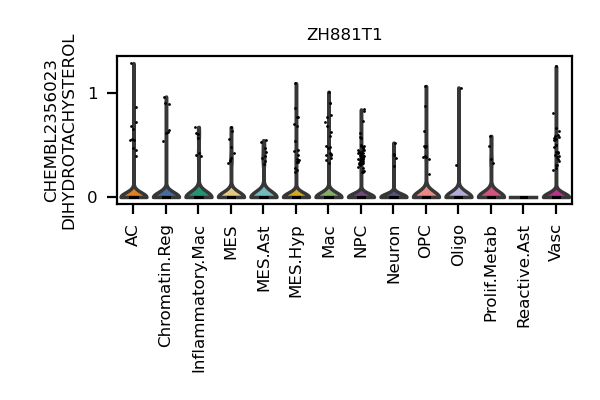 ZH881T1
CHEMBL2356023
DIHYDROTACHYSTEROL
1
0
AC
Chromatin.Reg
Inflammatory.Mac
MES
MES.Ast
MES.Hyp
Mac
NPC
Neuron
OPC
Oligo
Prolif.Metab
Reactive.Ast
Vasc